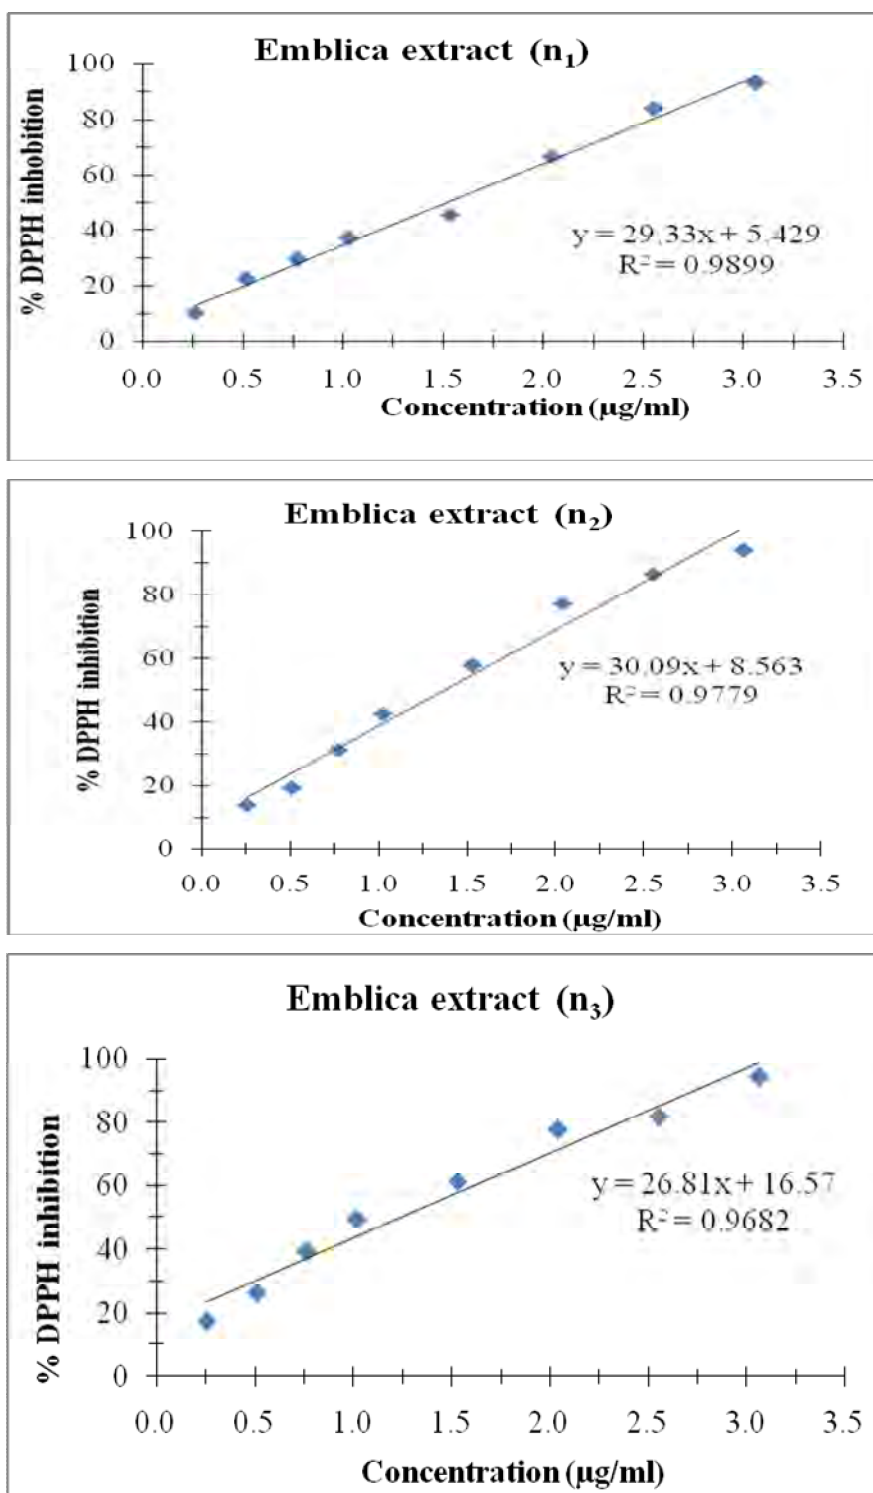 Emblica extract (n₁)
100
80
60
40
20
0
% DPPH inhobition
y = 29.33x + 5.429
R² = 0.9899
0.0 0.5 1.0 1.5 2.0 2.5 3.0 3.5
Concentration (µg/ml)
Emblica extract (n₂)
100
80
60
40
20
0
% DPPH inhibition
y = 30.09x + 8.563
R² = 0.9779
0.0 0.5 1.0 1.5 2.0 2.5 3.0 3.5
Concentration (µg/ml)
Emblica extract (n₃)
100
80
60
40
20
0
% DPPH inhibition
y = 26.81x + 16.57
R² = 0.9682
0.0 0.5 1.0 1.5 2.0 2.5 3.0 3.5
Concentration (µg/ml)